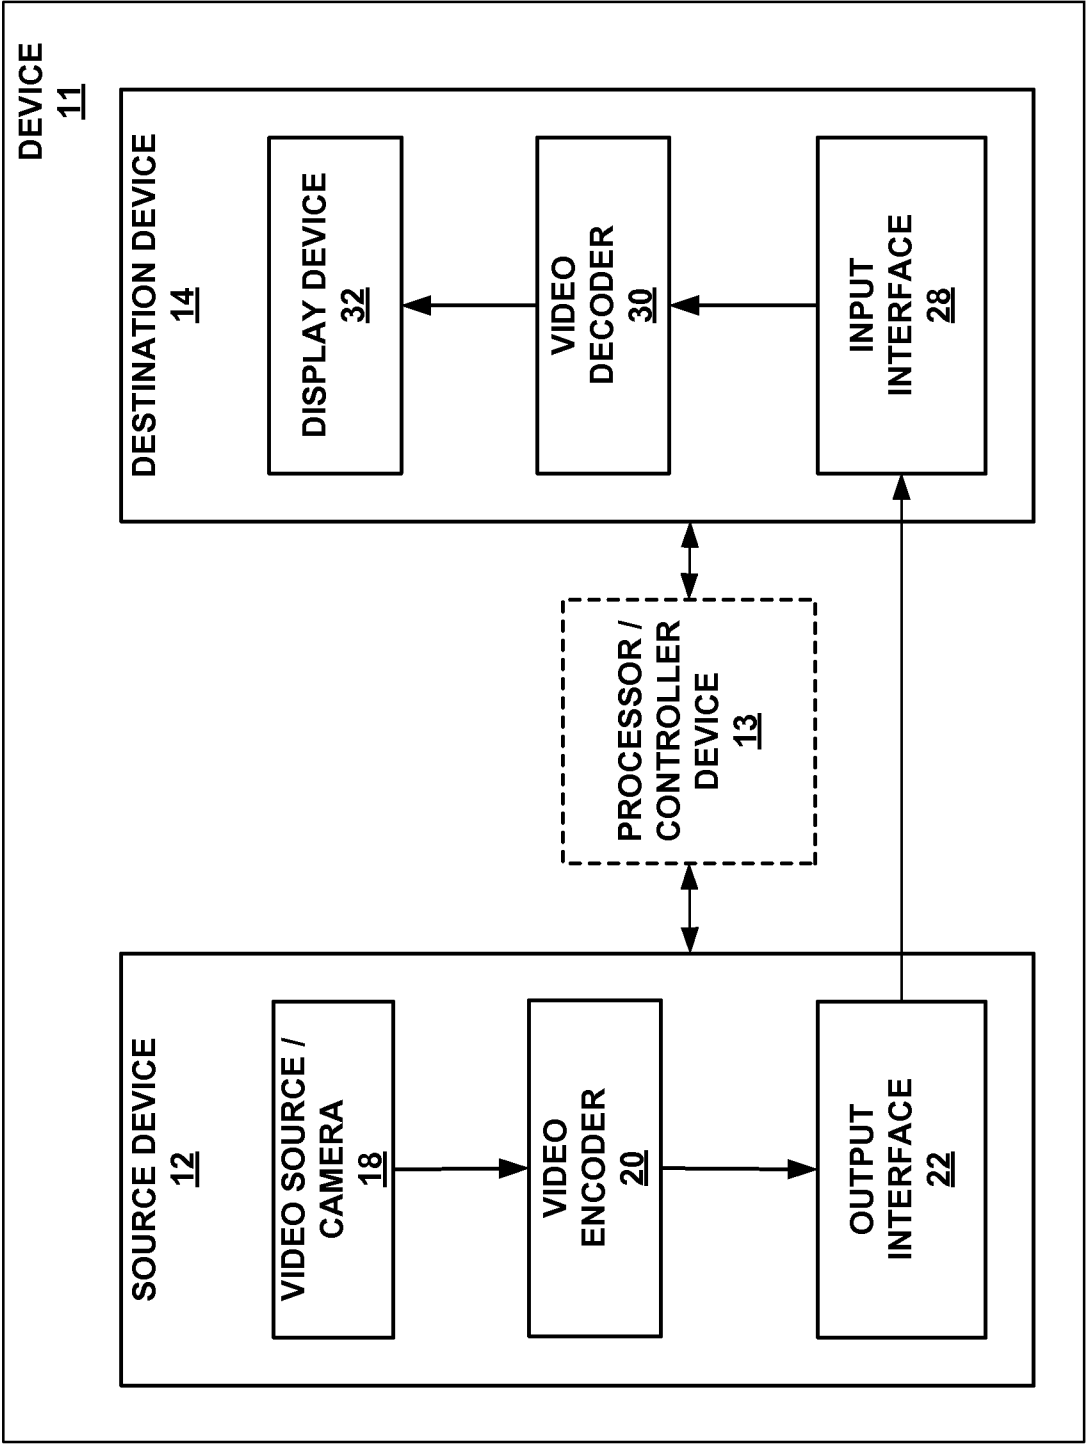 DEVICE
11
SOURCE DEVICE
12
VIDEO SOURCE /
CAMERA
18
VIDEO
ENCODER
20
OUTPUT
INTERFACE
22
PROCESSOR /
CONTROLLER
DEVICE
13
DESTINATION DEVICE
14
DISPLAY DEVICE
32
VIDEO
DECODER
30
INPUT
INTERFACE
28